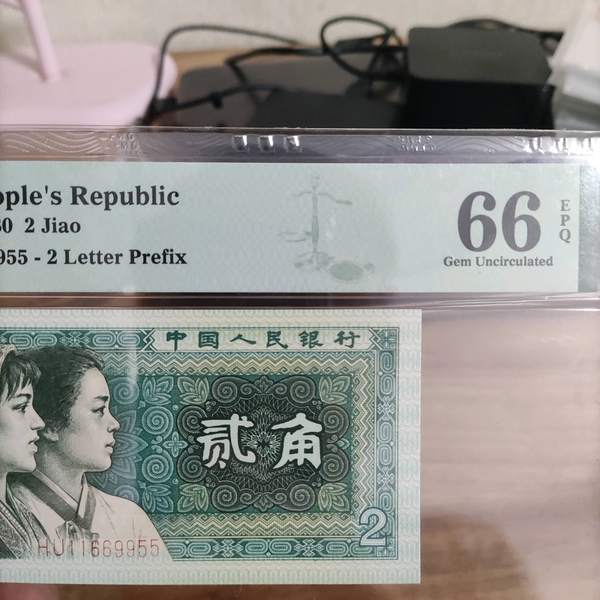 ople's Republic
0 2 Jiao
955 - 2 Letter Prefix
66
EPQ
Gem Uncirculated
中国人民银行
贰角
2
HU11669955